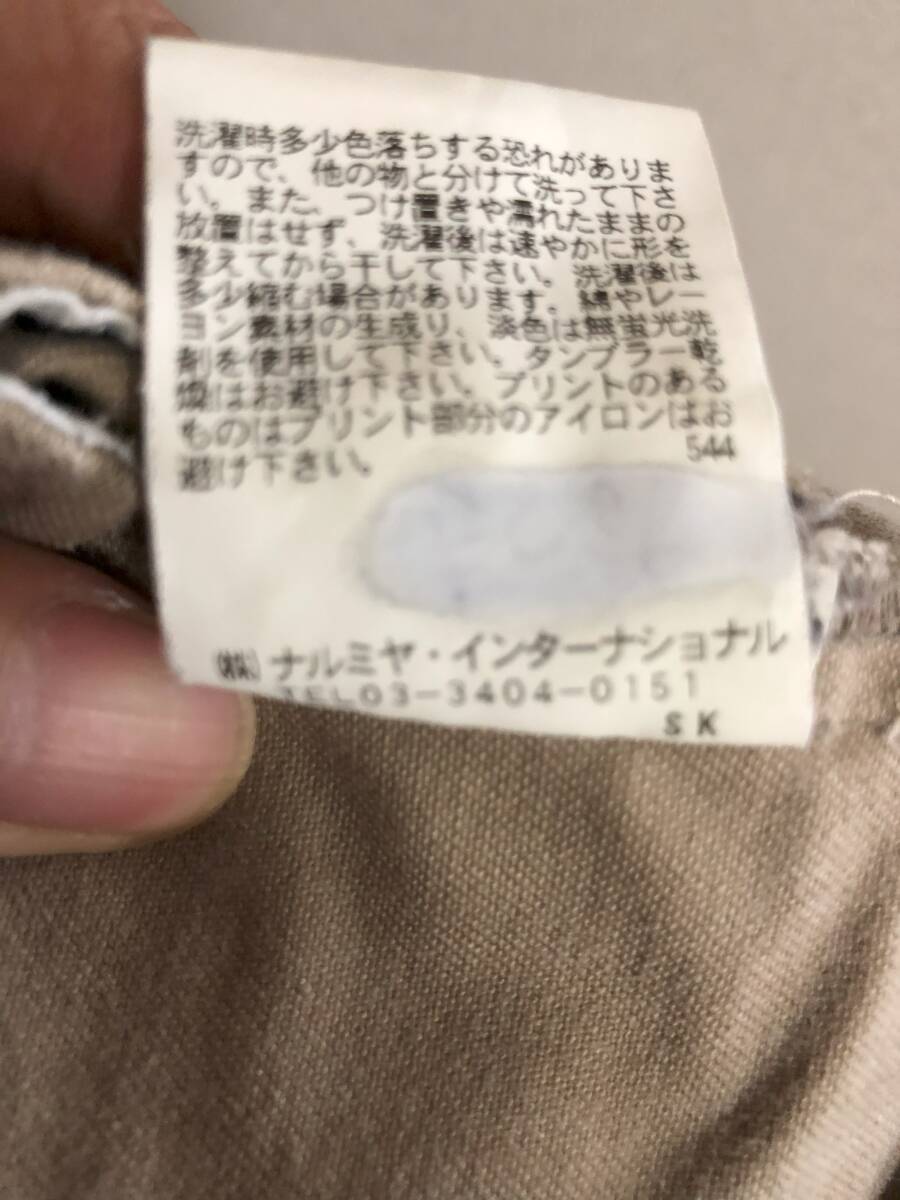 洗濯時多少色落ちする恐れがありま
すので、他の物と分けて洗って下さ
い。また、つけ置きや濡れたままの
放置はせず、洗濯後は速やかに形を
整えてから干して下さい。洗濯後は
多少縮む場合があります。綿やレー
ヨン素材の生成り、淡色は無蛍光洗
剤を使用して下さい。タンブラー乾
燥はお避け下さい。プリントのある
ものはプリント部分のアイロンはお
避け下さい。
544
(株)ナルミヤ・インターナショナル
TEL03-3404-0151
SK